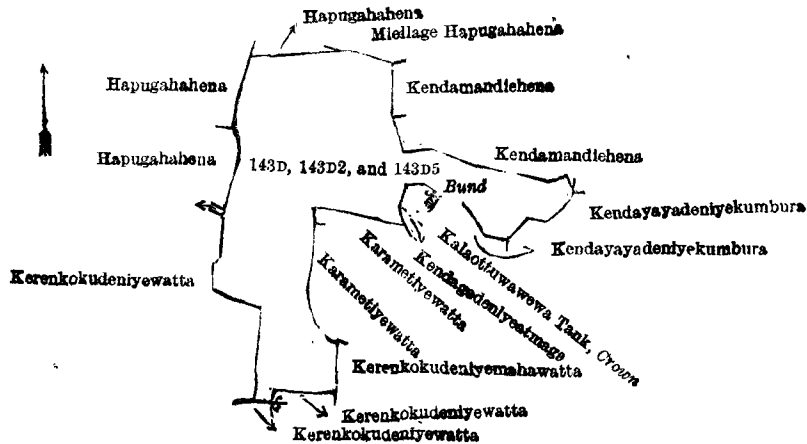 Hapugahahena
Miellage Hapugahahena
Hapugahahena
Kendamandiehena
Hapugahahena
143D, 143D2, and 143D5
Kendamandiehena
Bund
Kendayayadeniyekumbura
Kendayayadeniyekumbura
Kalaottuwawewa Tank, Crown
Kendagedeniyeatmage
Karametiyewatta
Karametiyewatta
Kerenkokudeniyewatta
Kerenkokudeniyemahawatta
Kerenkokudeniyewatta
Kerenkokudeniyewatta